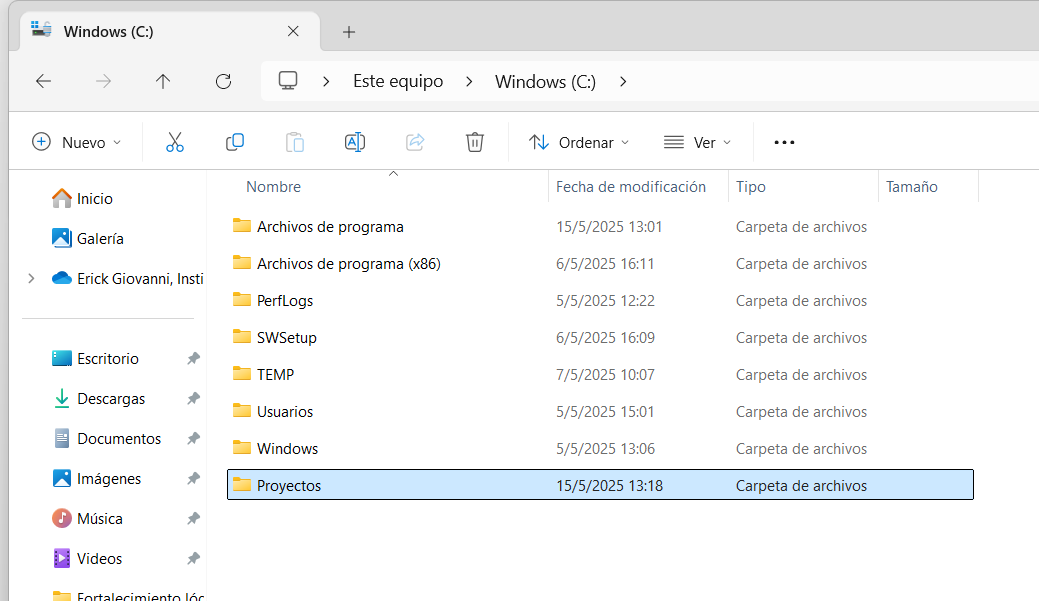 Windows (C:)
Este equipo Windows (C:)
Nuevo Ordenar Ver
Nombre Fecha de modificación Tipo Tamaño
Inicio
Galería
Erick Giovanni, Insti
Escritorio
Descargas
Documentos
Imágenes
Música
Videos
Fortalecimiento lóg
Archivos de programa 15/5/2025 13:01 Carpeta de archivos
Archivos de programa (x86) 6/5/2025 16:11 Carpeta de archivos
PerfLogs 5/5/2025 12:22 Carpeta de archivos
SWSetup 6/5/2025 16:09 Carpeta de archivos
TEMP 7/5/2025 10:07 Carpeta de archivos
Usuarios 5/5/2025 15:01 Carpeta de archivos
Windows 5/5/2025 13:06 Carpeta de archivos
Proyectos 15/5/2025 13:18 Carpeta de archivos